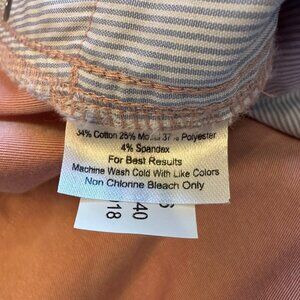 34% Cotton 25% Modal 37% Polyester
4% Spandex
For Best Results
Machine Wash Cold With Like Colors
Non Chlorine Bleach Only
40
18